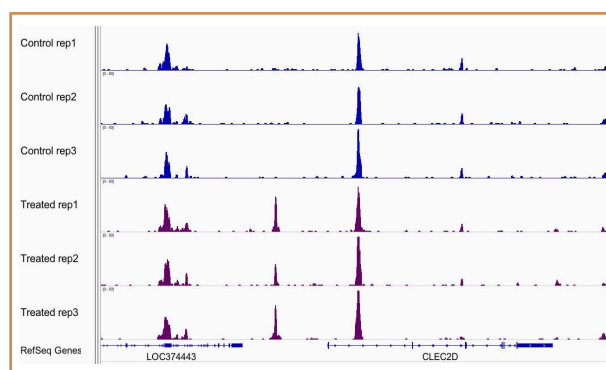 Control rep1
Control rep2
Control rep3
Treated rep1
Treated rep2
Treated rep3
RefSeq Genes
LOC374443 CLEC2D